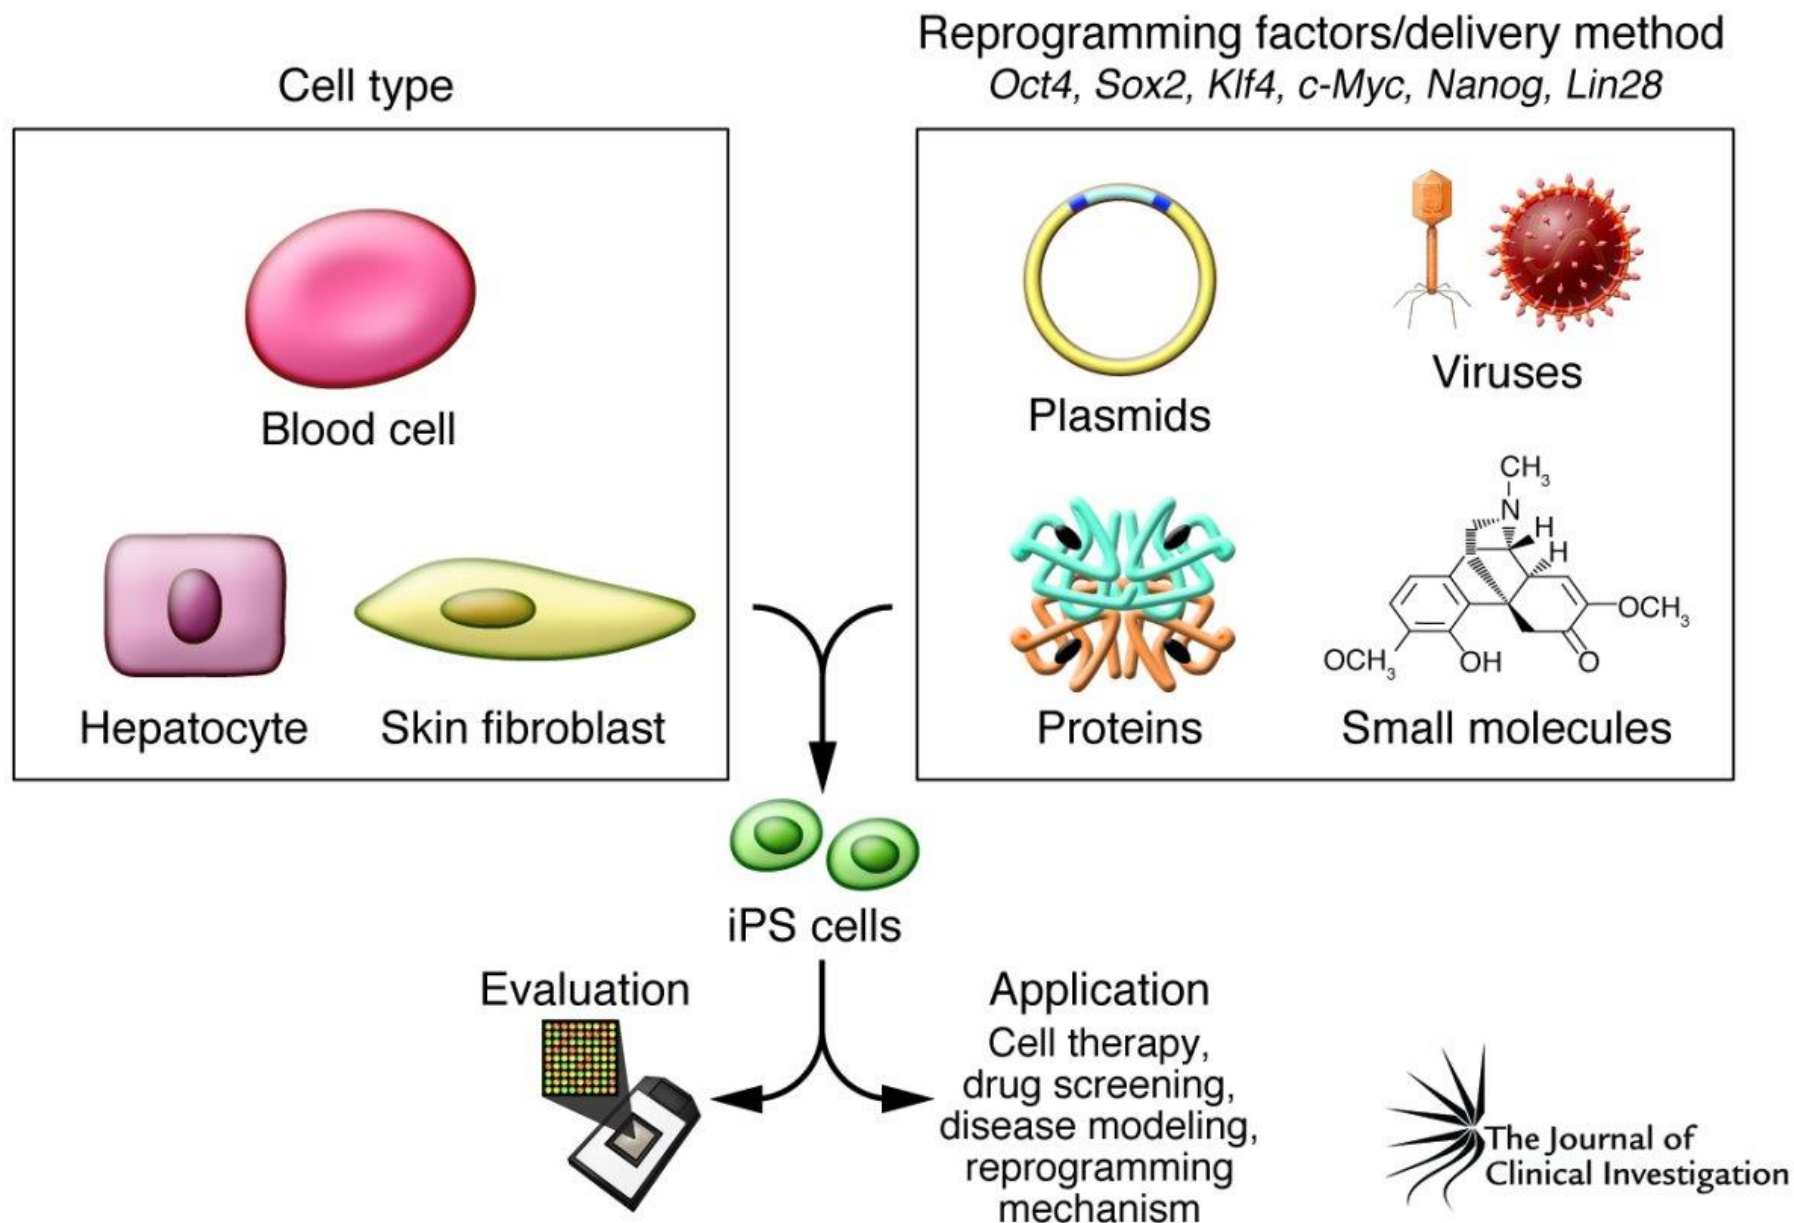 Cell type
Blood cell
Hepatocyte
Skin fibroblast
Reprogramming factors/delivery method
Oct4, Sox2, Klf4, c-Myc, Nanog, Lin28
Plasmids
Viruses
Proteins
CH₃
N
H
H
OCH₃
O
OH
OCH₃
Small molecules
iPS cells
Evaluation
Application
Cell therapy,
drug screening,
disease modeling,
reprogramming
mechanism
The Journal of
Clinical Investigation